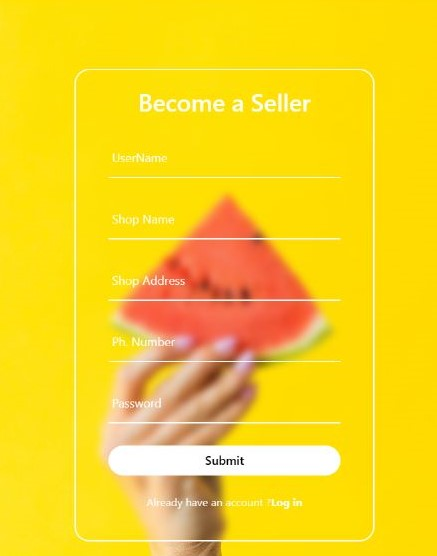 Become a Seller
UserName
Shop Name
Shop Address
Ph. Number
Password
Submit
Already have an account ?Log in